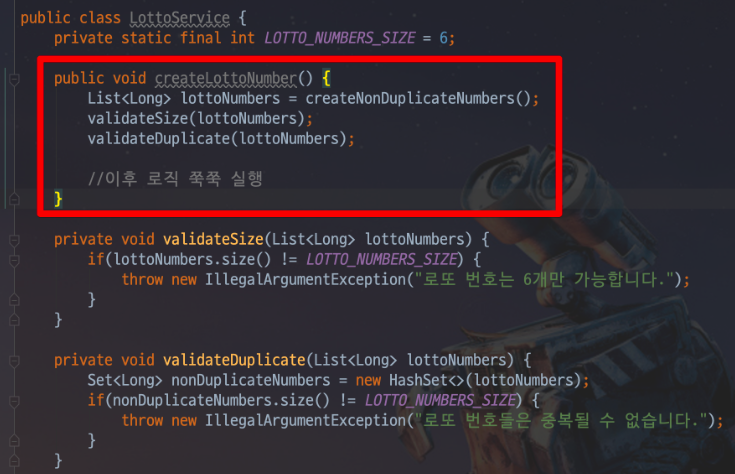 public class LottoService {
private static final int LOTTO_NUMBERS_SIZE = 6;
public void createLottoNumber() {
List<Long> lottoNumbers = createNonDuplicateNumbers();
validateSize(lottoNumbers);
validateDuplicate(lottoNumbers);
//이후 로직 쭉쭉 실행
}
private void validateSize(List<Long> lottoNumbers) {
if(lottoNumbers.size() != LOTTO_NUMBERS_SIZE) {
throw new IllegalArgumentException("로또 번호는 6개만 가능합니다.");
}
}
private void validateDuplicate(List<Long> lottoNumbers) {
Set<Long> nonDuplicateNumbers = new HashSet<>(lottoNumbers);
if(nonDuplicateNumbers.size() != LOTTO_NUMBERS_SIZE) {
throw new IllegalArgumentException("로또 번호들은 중복될 수 없습니다.");
}
}